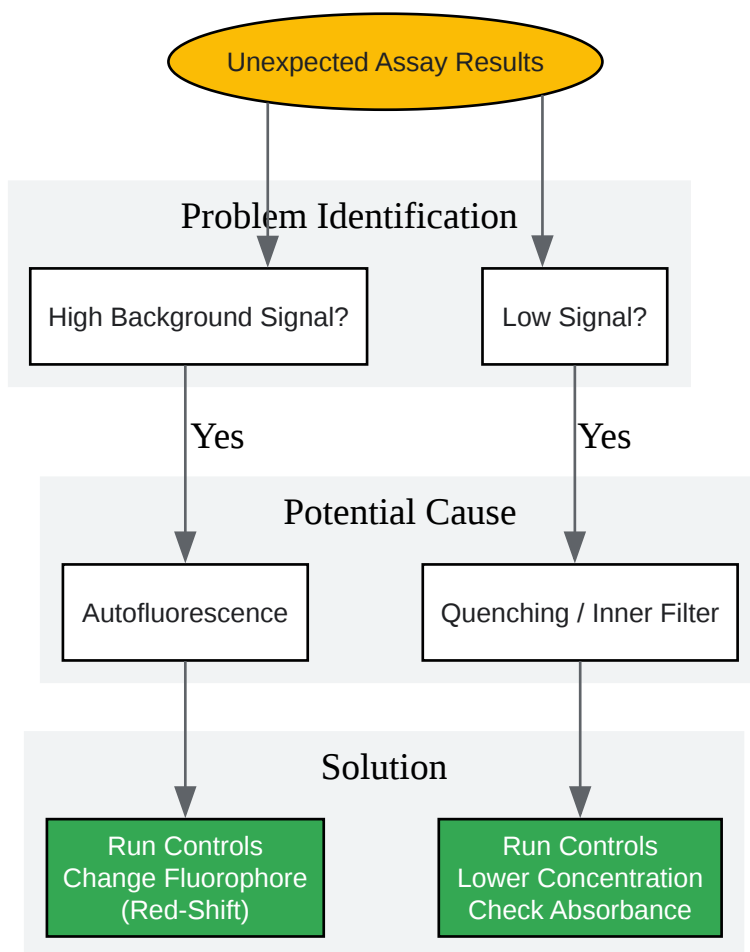 Unexpected Assay Results
Problem Identification
High Background Signal?
Low Signal?
Yes
Yes
Potential Cause
Autofluorescence
Quenching / Inner Filter
Solution
Run Controls
Change Fluorophore
(Red-Shift)
Run Controls
Lower Concentration
Check Absorbance